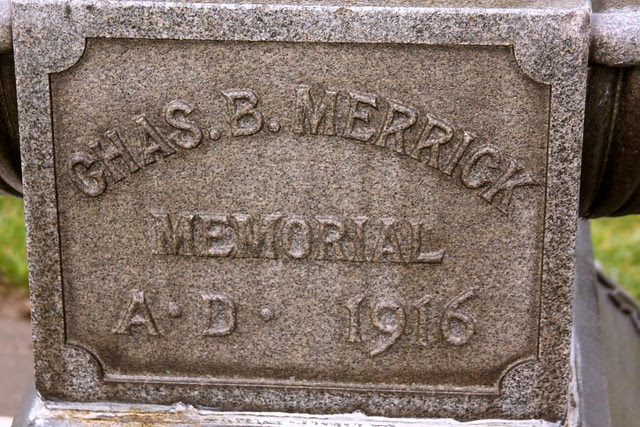 CHAS. B. MERRICK
MEMORIAL
A · D · 1916